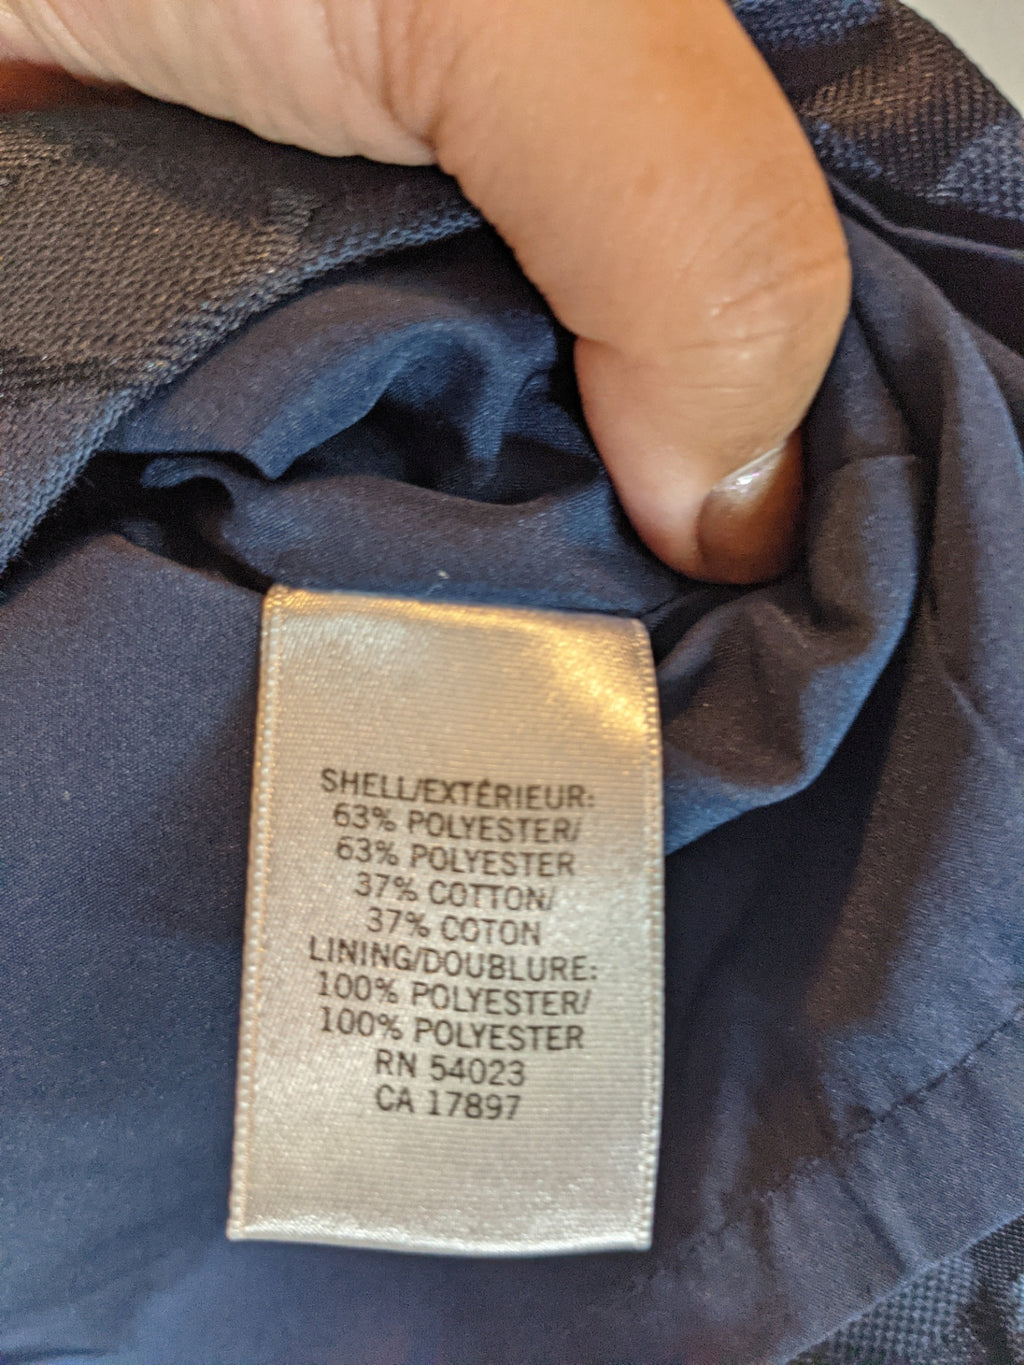 SHELL/EXTÉRIEUR:
63% POLYESTER/
63% POLYESTER
37% COTTON/
37% COTON
LINING/DOUBLURE:
100% POLYESTER/
100% POLYESTER
RN 54023
CA 17897